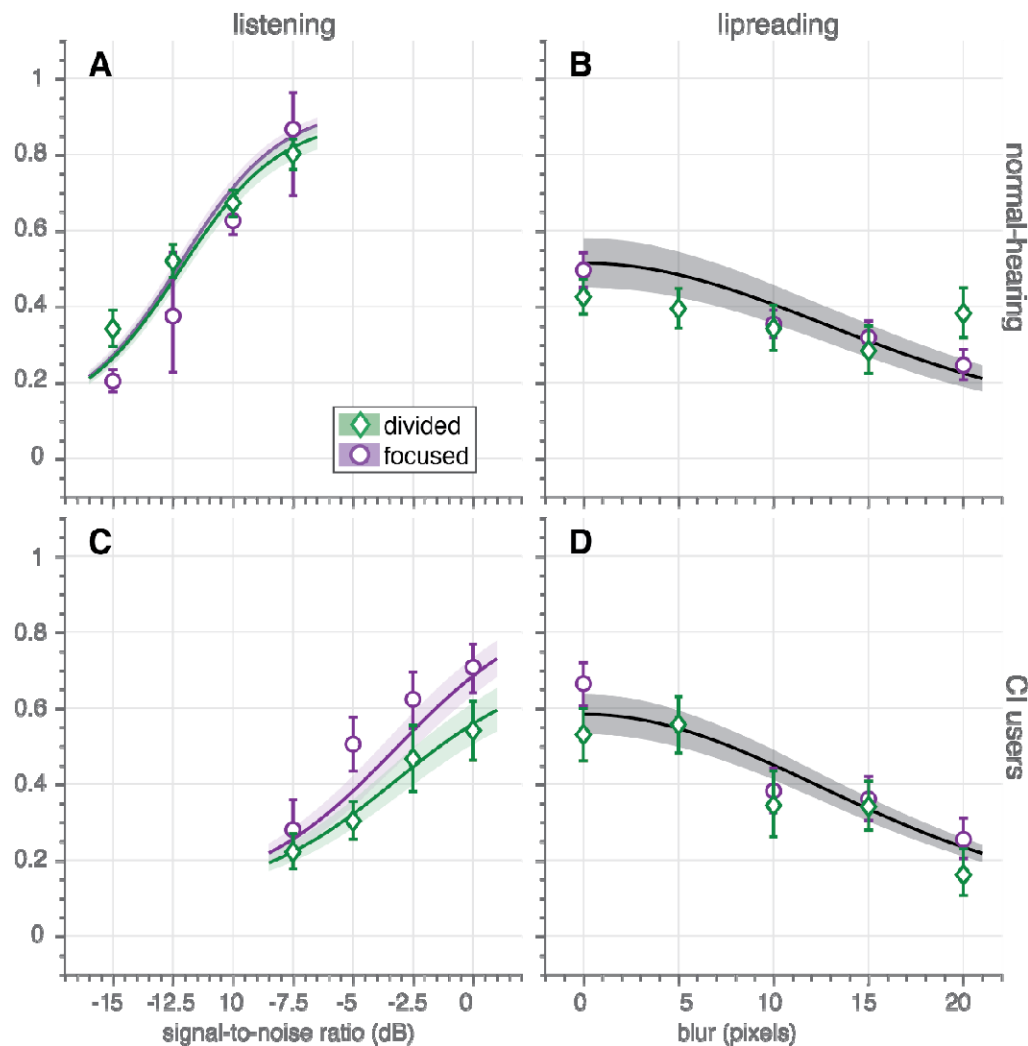 listening
lipreading
A
B
1
0.8
0.6
0.4
0.2
0
normal-hearing
divided
focused
C
D
1
0.8
0.6
0.4
0.2
0
CI users
-15 -12.5 10 -7.5 -5 -2.5 0
0 5 10 15 20
signal-to-noise ratio (dB)
blur (pixels)